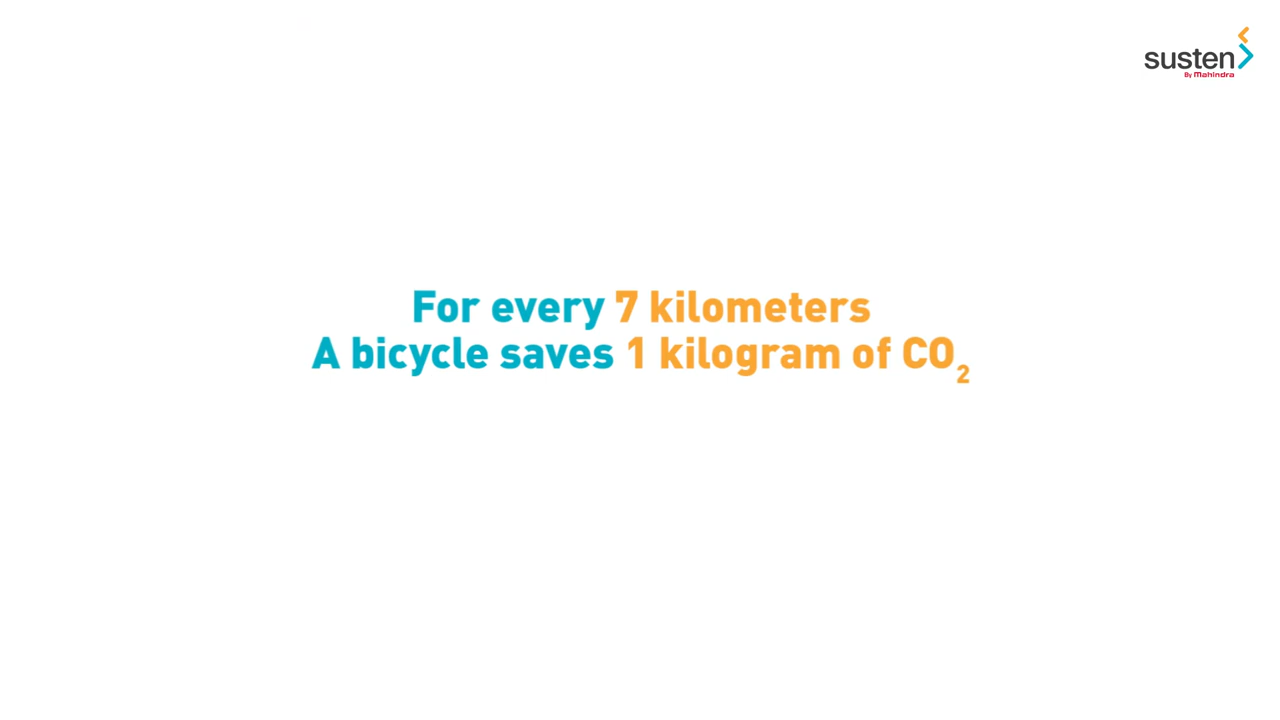 susten
By Mahindra
For every 7 kilometers
A bicycle saves 1 kilogram of CO₂